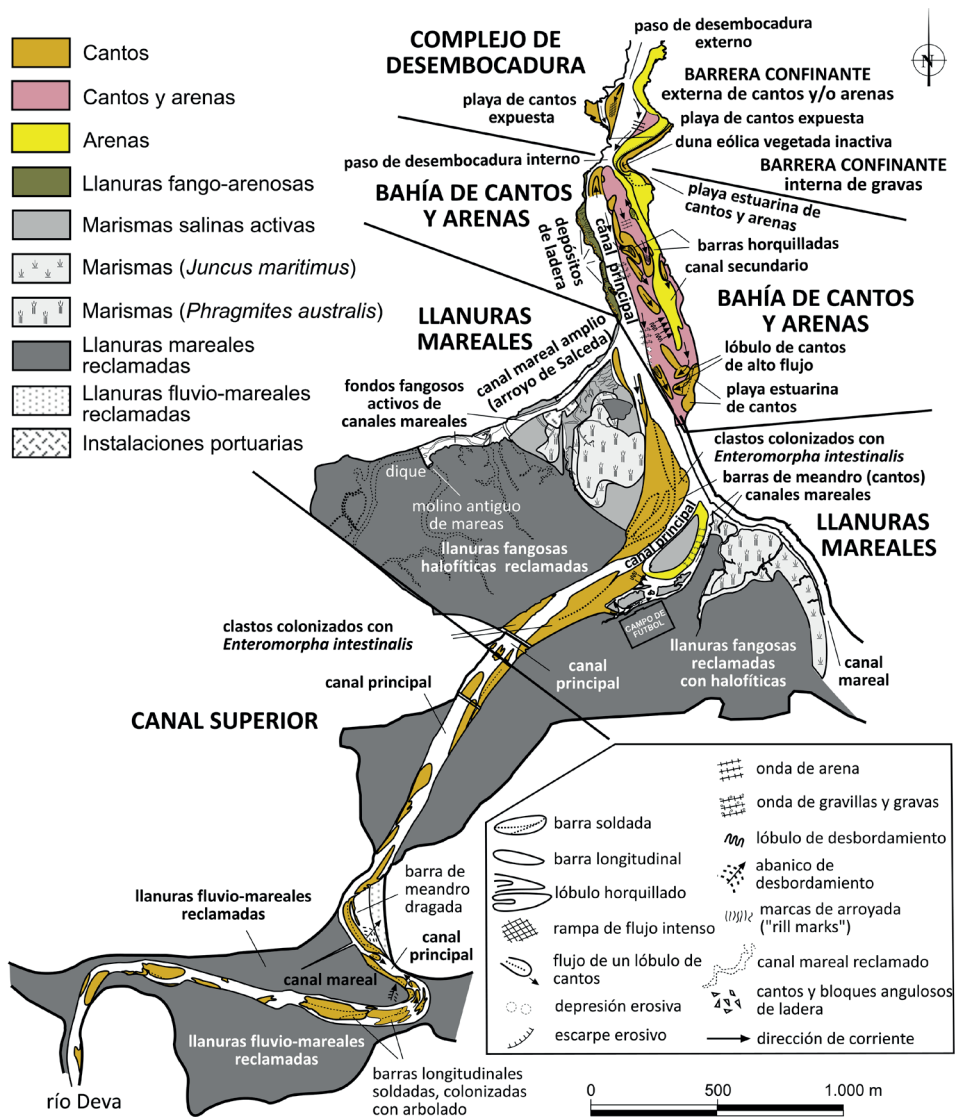 Cantos
Cantos y arenas
Arenas
Llanuras fango-arenosas
Marismas salinas activas
Marismas (Juncus maritimus)
Marismas (Phragmites australis)
Llanuras mareales
reclamadas
Llanuras fluvio-mareales
reclamadas
Instalaciones portuarias
COMPLEJO DE
DESEMBOCADURA
paso de desembocadura
externo
N
BARRERA CONFINANTE
externa de cantos y/o arenas
playa de cantos
expuesta
playa de cantos expuesta
duna eólica vegetada inactiva
paso de desembocadura interno
BARRERA CONFINANTE
interna de gravas
BAHÍA DE CANTOS
Y ARENAS
playa estuarina de
cantos y arenas
depósitos
de ladera
canal principal
barras horquilladas
canal secundario
BAHÍA DE CANTOS
Y ARENAS
LLANURAS
MAREALES
canal mareal amplio
(arroyo de Salceda)
lóbulo de cantos
de alto flujo
playa estuarina
de cantos
fondos fangosos
activos de
canales mareales
clastos colonizados con
Enteromorpha intestinalis
barras de meandro (cantos)
canales mareales
LLANURAS
MAREALES
dique
molino antiguo
de mareas
llanuras fangosas
halofíticas reclamadas
canal principal
CAMPO DE
FUTBOL
clastos colonizados con
Enteromorpha intestinalis
llanuras fangosas
reclamadas
con halofíticas
canal
mareal
canal
principal
canal principal
CANAL SUPERIOR
barra de
meandro
dragada
llanuras fluvio-mareales
reclamadas
canal
principal
canal mareal
llanuras fluvio-mareales
reclamadas
barras longitudinales
soldadas, colonizadas
con arbolado
río Deva
barra soldada
barra longitudinal
lóbulo horquillado
rampa de flujo intenso
flujo de un lóbulo de
cantos
depresión erosiva
escarpe erosivo
onda de arena
onda de gravillas y gravas
lóbulo de desbordamiento
abanico de
desbordamiento
marcas de arroyada
("rill marks")
canal mareal reclamado
cantos y bloques angulosos
de ladera
dirección de corriente
0
500
1.000 m